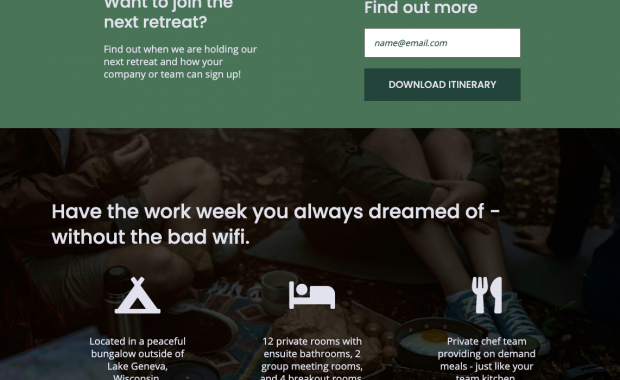 Want to join the
next retreat?
Find out when we are holding our
next retreat and how your
company or team can sign up!
Find out more
name@email.com
DOWNLOAD ITINERARY
Have the work week you always dreamed of -
without the bad wifi.
Located in a peaceful
bungalow outside of
Lake Geneva,
Wisconsin
12 private rooms with
ensuite bathrooms, 2
group meeting rooms,
and 4 breakout rooms
Private chef team
providing on demand
meals - just like your
team kitchen